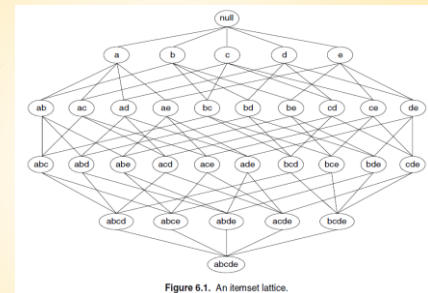 null
a b c d e
ab ac ad ae bc bd be cd ce de
abc abd abe acd ace ade bcd bce bde cde
abcd abce abde acde bcde
abcde
Figure 6.1. An itemset lattice.